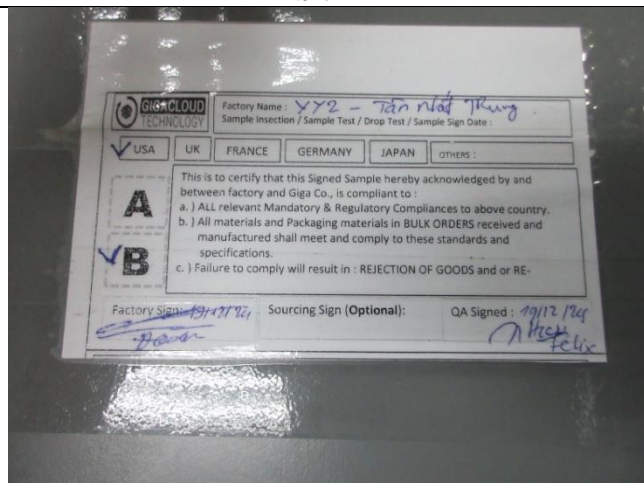 GIGACLOUD
TECHNOLOGY
Factory Name : YY2 - Tân Nhất Trung
Sample Insection / Sample Test / Drop Test / Sample Sign Date :
USA UK FRANCE GERMANY JAPAN OTHERS :
This is to certify that this Signed Sample hereby acknowledged by and
between factory and Giga Co., is compliant to :
A
a. ) ALL relevant Mandatory & Regulatory Compliances to above country.
b. ) All materials and Packaging materials in BULK ORDERS received and
manufactured shall meet and comply to these standards and
specifications.
B
c. ) Failure to comply will result in : REJECTION OF GOODS and or RE-
Factory Sign: 19/12/24 Sourcing Sign (Optional): QA Signed : 19/12/24
Felix